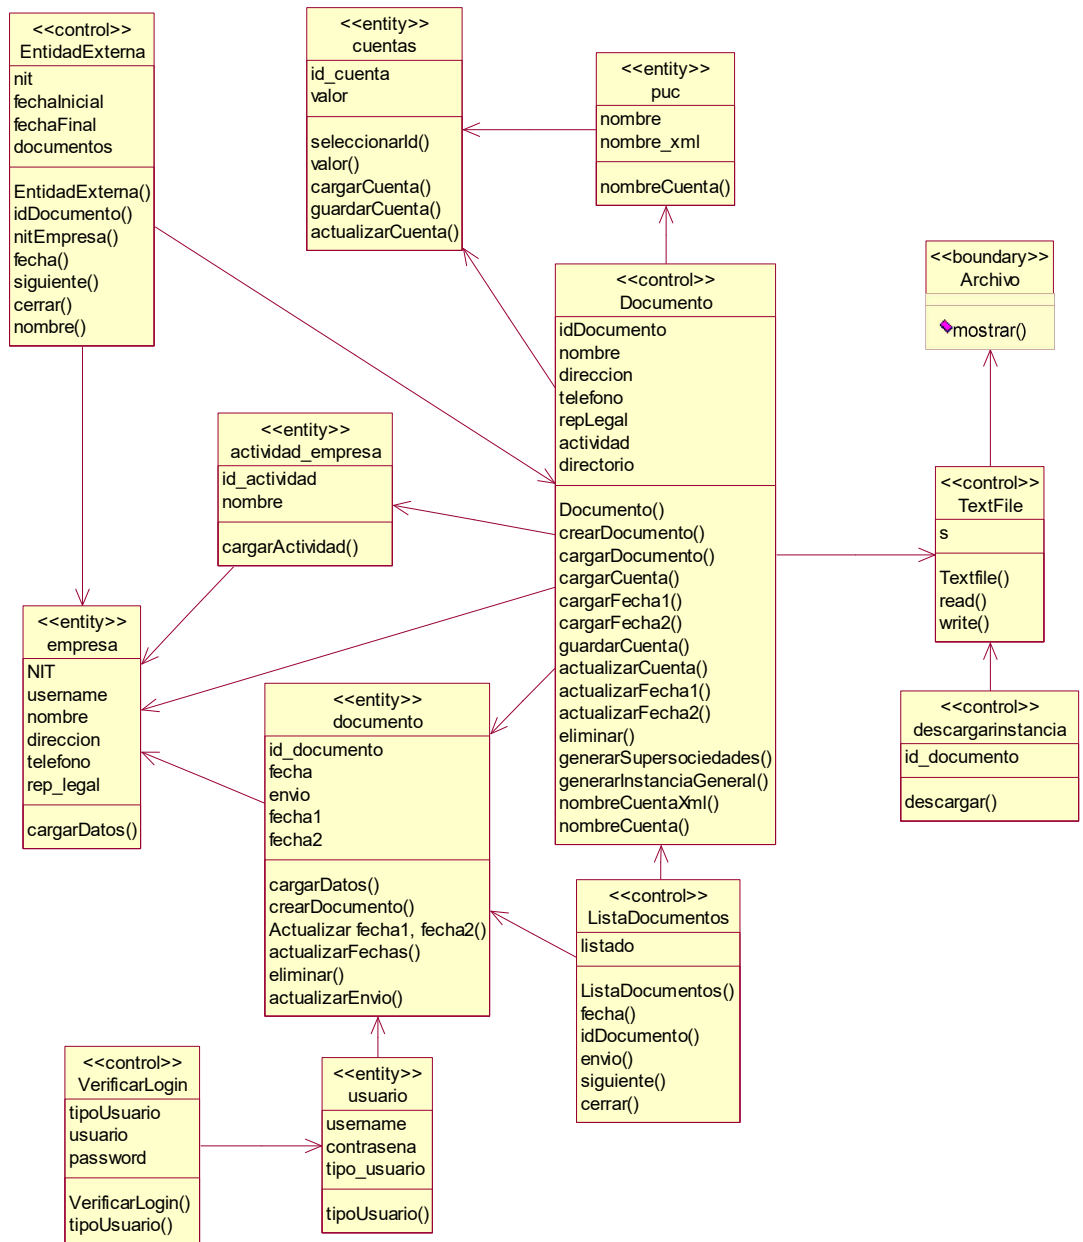 <<control>>
EntidadExterna
nit
fechaInicial
fechaFinal
documentos
EntidadExterna()
idDocumento()
nitEmpresa()
fecha()
siguiente()
cerrar()
nombre()
<<entity>>
cuentas
id_cuenta
valor
seleccionarId()
valor()
cargarCuenta()
guardarCuenta()
actualizarCuenta()
<<entity>>
puc
nombre
nombre_xml
nombreCuenta()
<<boundary>>
Archivo
mostrar()
<<control>>
Documento
idDocumento
nombre
direccion
telefono
repLegal
actividad
directorio
Documento()
crearDocumento()
cargarDocumento()
cargarCuenta()
cargarFecha1()
cargarFecha2()
guardarCuenta()
actualizarCuenta()
actualizarFecha1()
actualizarFecha2()
eliminar()
generarSupersociedades()
generarInstanciaGeneral()
nombreCuentaXml()
nombreCuenta()
<<entity>>
actividad_empresa
id_actividad
nombre
cargarActividad()
<<control>>
TextFile
s
Textfile()
read()
write()
<<entity>>
empresa
NIT
username
nombre
direccion
telefono
rep_legal
cargarDatos()
<<entity>>
documento
id_documento
fecha
envio
fecha1
fecha2
cargarDatos()
crearDocumento()
Actualizar fecha1, fecha2()
actualizarFechas()
eliminar()
actualizarEnvio()
<<control>>
descargarinstancia
id_documento
descargar()
<<control>>
ListaDocumentos
listado
ListaDocumentos()
fecha()
idDocumento()
envio()
siguiente()
cerrar()
<<control>>
VerificarLogin
tipoUsuario
usuario
password
VerificarLogin()
tipoUsuario()
<<entity>>
usuario
username
contrasena
tipo_usuario
tipoUsuario()